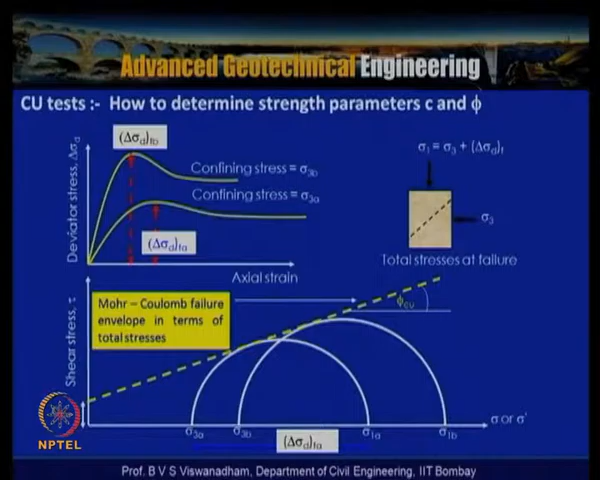 Advanced Geotechnical Engineering
CU tests :-  How to determine strength parameters c and ϕ
(Δσd)fb
Confining stress = σ3b
Confining stress = σ3a
(Δσd)fa
Deviator stress, Δσd
Axial strain
σ1 = σ3 + (Δσd)f
σ3
Total stresses at failure
Mohr – Coulomb failure
envelope in terms of
total stresses
ϕcu
Shear stress, τ
σ3a
σ3b
σ1a
σ1b
σ or σ'
(Δσd)fa
NPTEL
Prof. B V S Viswanadham, Department of Civil Engineering, IIT Bombay